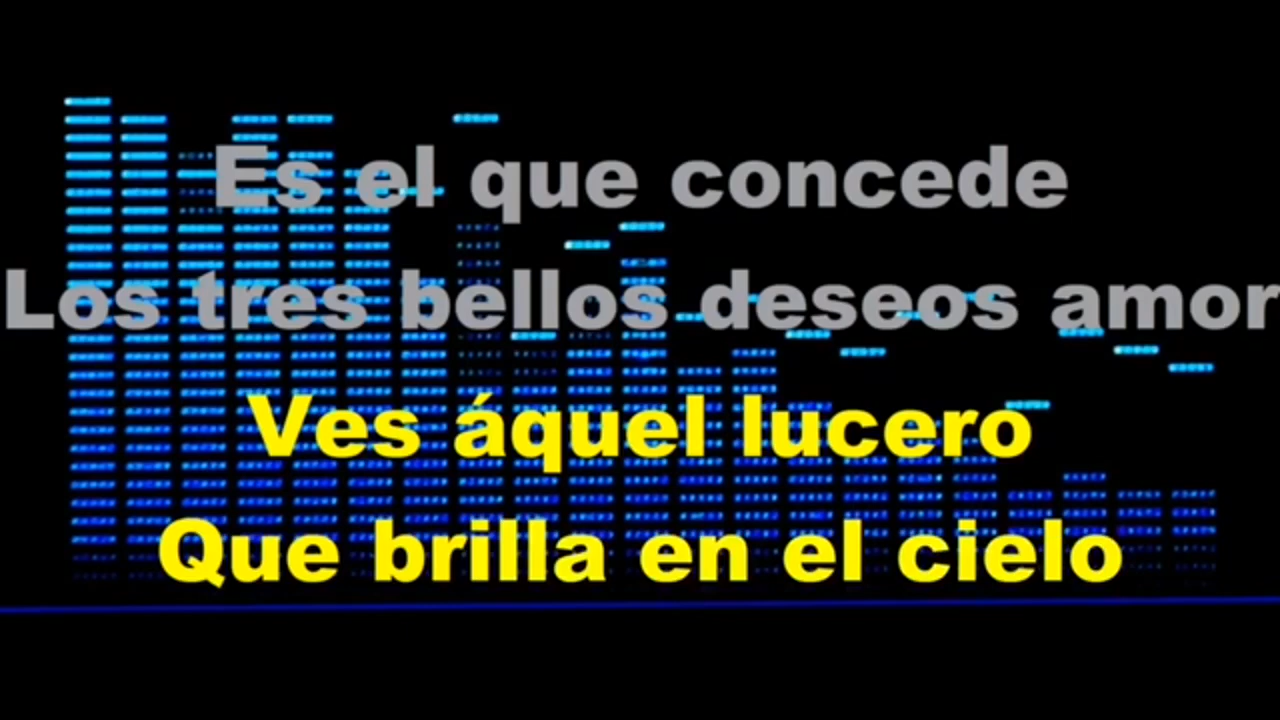 Es el que concede
Los tres bellos deseos amor
Ves áquel lucero
Que brilla en el cielo